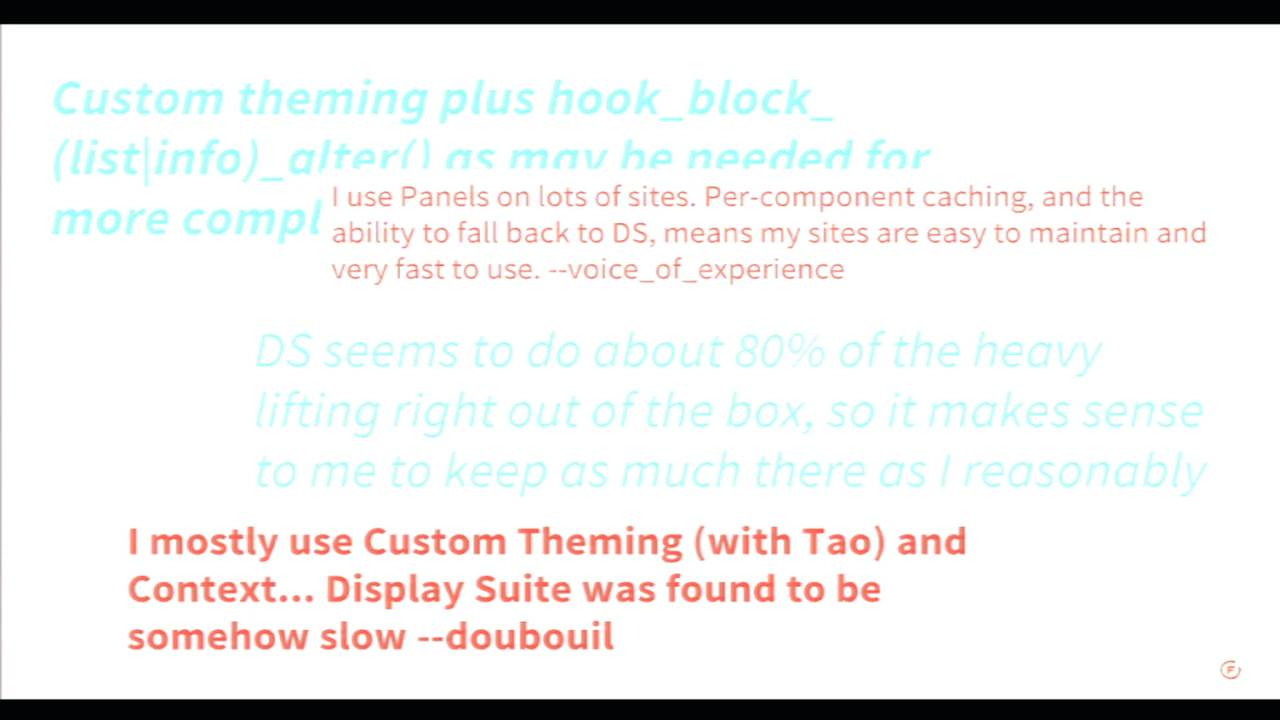 Custom theming plus hook_block_
(list|info)_alter() as may be needed for
more compl
I use Panels on lots of sites. Per-component caching, and the
ability to fall back to DS, means my sites are easy to maintain and
very fast to use. --voice_of_experience
DS seems to do about 80% of the heavy
lifting right out of the box, so it makes sense
to me to keep as much there as I reasonably
I mostly use Custom Theming (with Tao) and
Context... Display Suite was found to be
somehow slow --doubouil
F